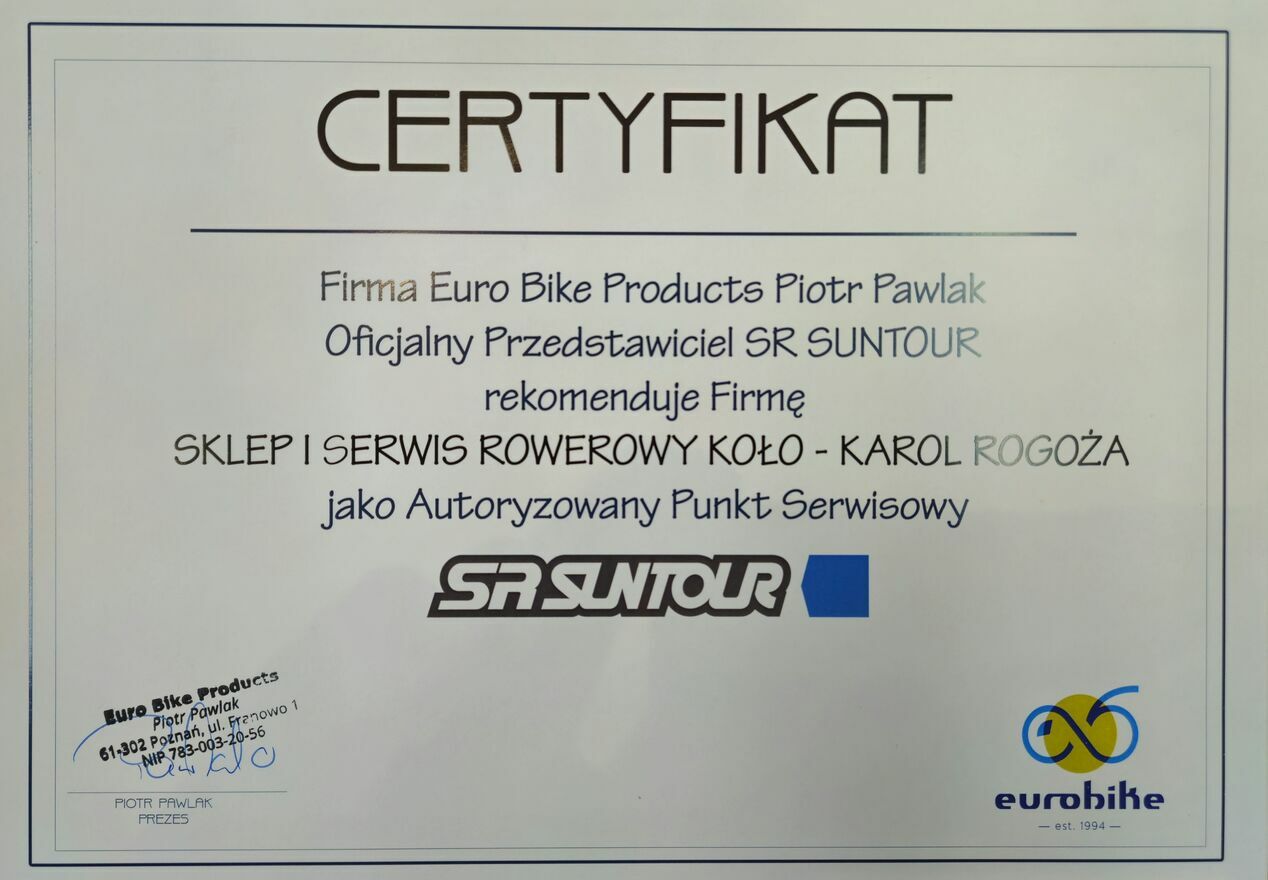 CERTYFIKAT
Firma Euro Bike Products Piotr Pawlak
Oficjalny Przedstawiciel SR SUNTOUR
rekomenduje Firmę
SKLEP I SERWIS ROWEROWY KOŁO - KAROL ROGOŻA
jako Autoryzowany Punkt Serwisowy
SR SUNTOUR
Euro Bike Products
Piotr Pawlak
61-302 Poznań, ul. Franowo 1
NIP 783-003-20-56
PIOTR PAWLAK
PREZES
eurobike
— est. 1994 —